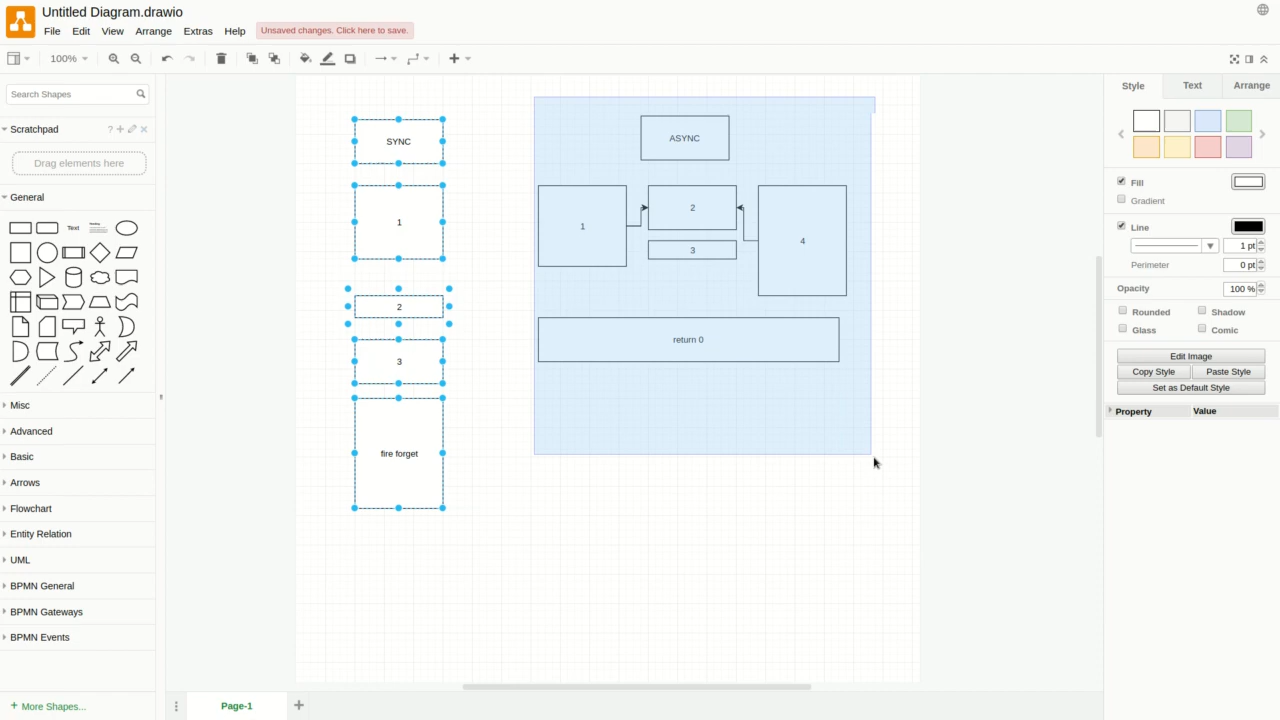 Untitled Diagram.drawio
File Edit View Arrange Extras Help Unsaved changes. Click here to save.
100%
Search Shapes
Scratchpad
Drag elements here
General
Text
Misc
Advanced
Basic
Arrows
Flowchart
Entity Relation
UML
BPMN General
BPMN Gateways
BPMN Events
+ More Shapes...
SYNC
1
2
3
fire forget
ASYNC
1
2
3
4
return 0
Page-1
Style Text Arrange
Fill
Gradient
Line
1 pt
Perimeter 0 pt
Opacity 100 %
Rounded Shadow
Glass Comic
Edit Image
Copy Style Paste Style
Set as Default Style
Property Value